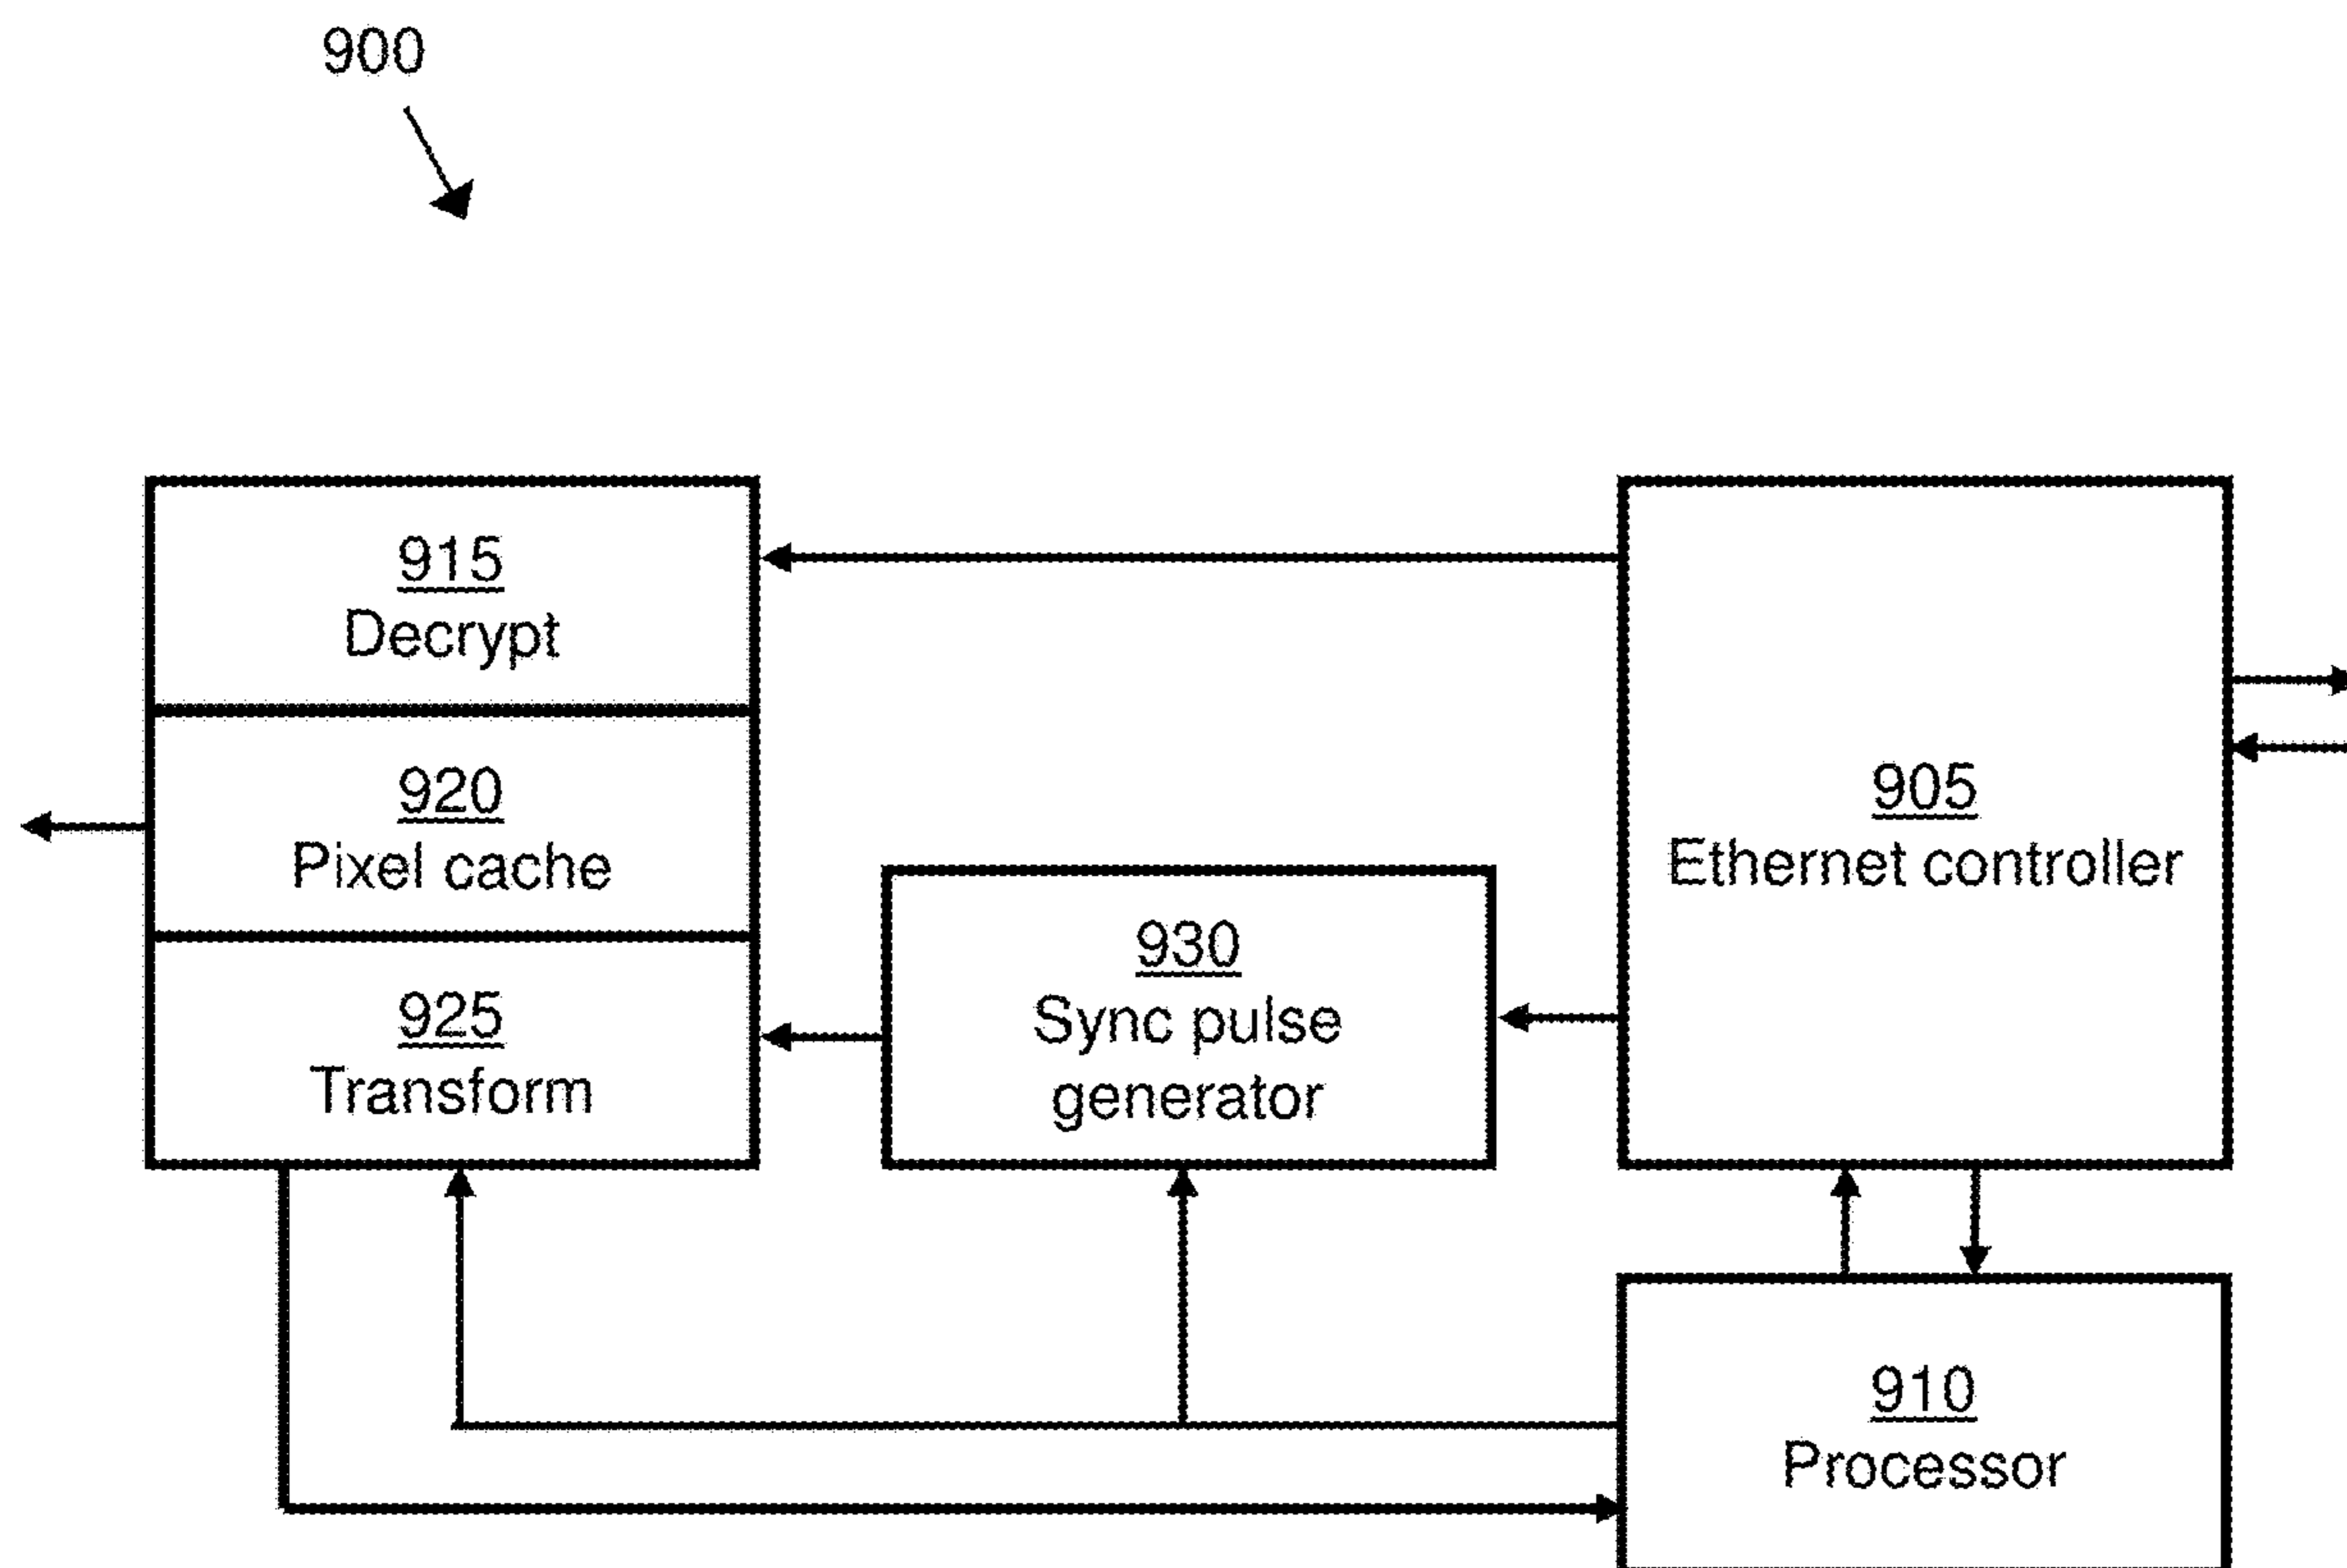 900
915
Decrypt
920
Pixel cache
925
Transform
930
Sync pulse
generator
905
Ethernet controller
910
Processor